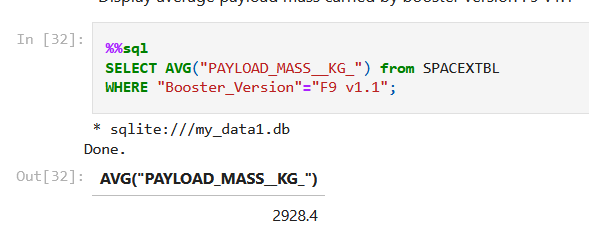 Display average payload mass carried by booster version F9 v1.1
In [32]:
%%sql
SELECT AVG("PAYLOAD_MASS__KG_") from SPACEXTBL
WHERE "Booster_Version"="F9 v1.1";
* sqlite:///my_data1.db
Done.
Out[32]:
AVG("PAYLOAD_MASS__KG_")
2928.4